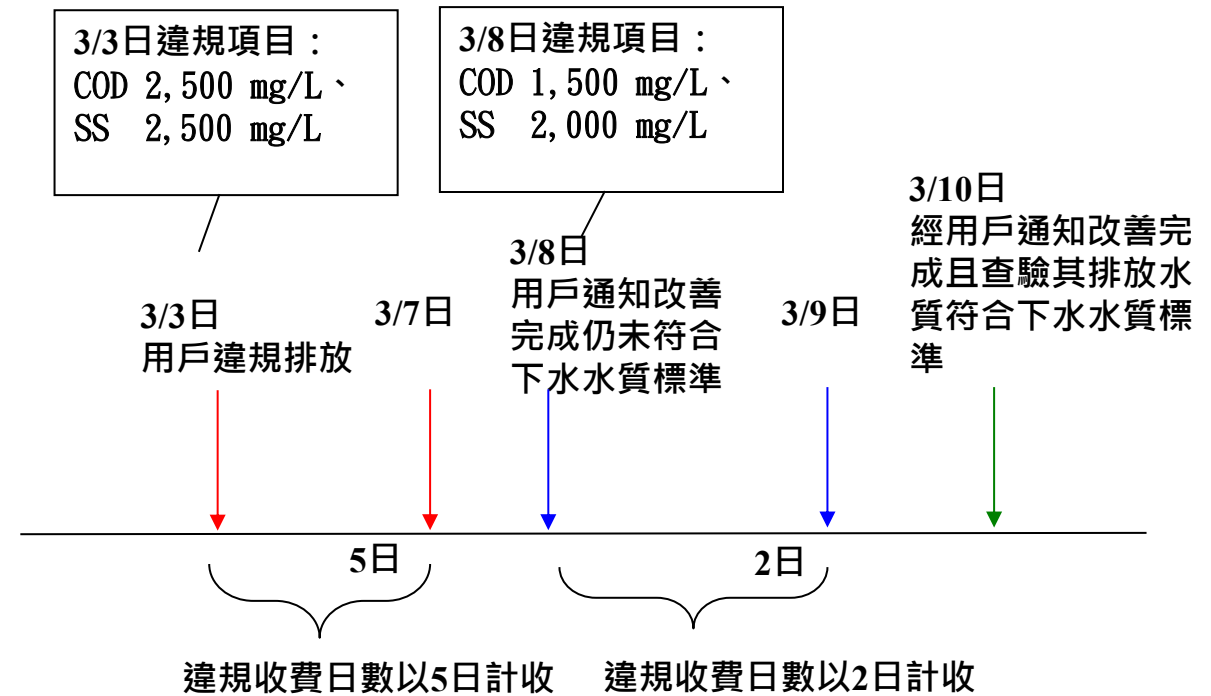 3/3日違規項目：
COD 2,500 mg/L、
SS 2,500 mg/L
3/8日違規項目：
COD 1,500 mg/L、
SS 2,000 mg/L
3/3日
用戶違規排放
3/7日
3/8日
用戶通知改善
完成仍未符合
下水水質標準
3/9日
3/10日
經用戶通知改善完
成且查驗其排放水
質符合下水水質標
準
5日
2日
違規收費日數以5日計收
違規收費日數以2日計收